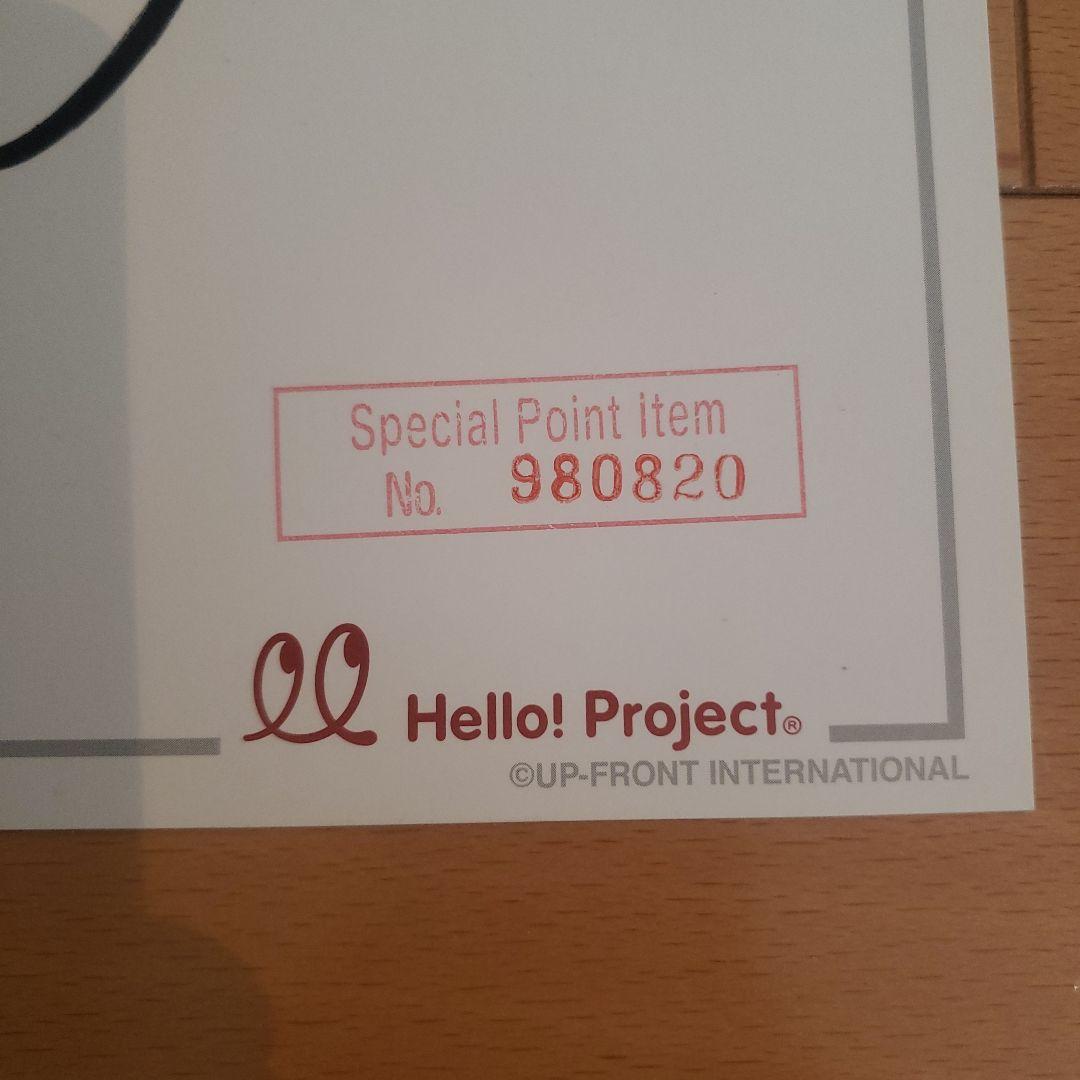 Special Point Item
No. 980820
Hello! Project®
©UP-FRONT INTERNATIONAL